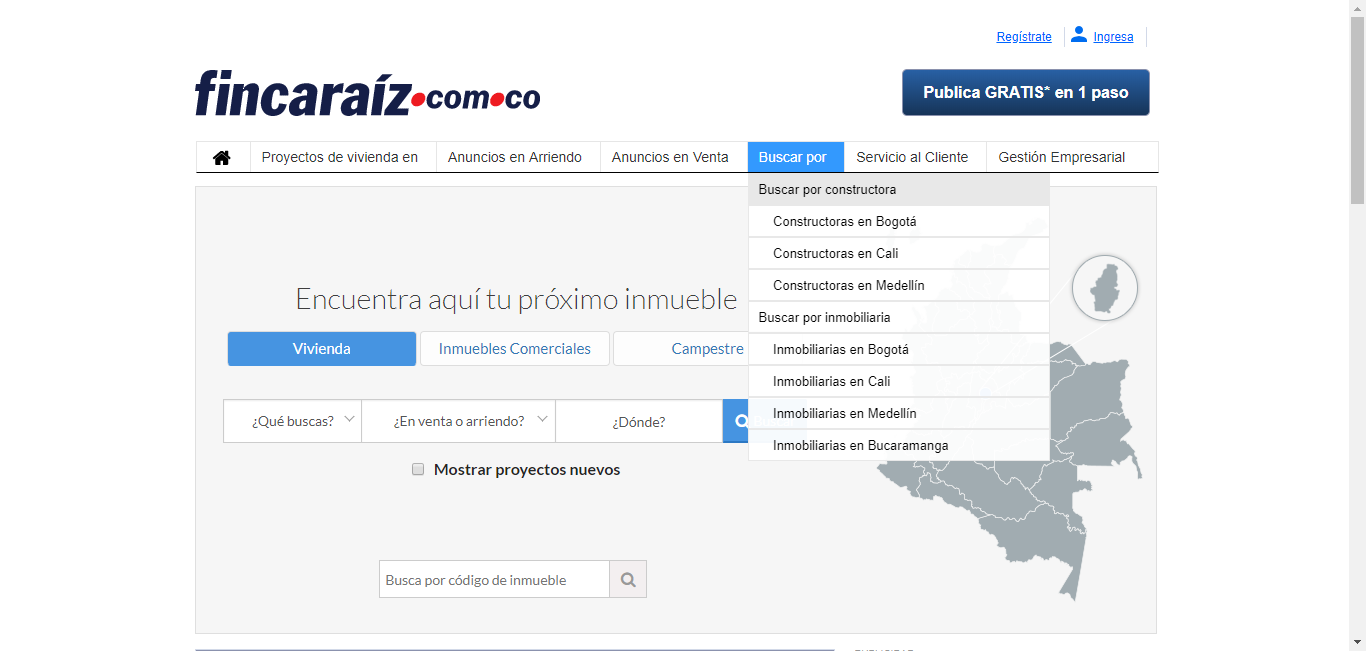 Regístrate
Ingresa
fincaraíz.com.co
Publica GRATIS* en 1 paso
Proyectos de vivienda en
Anuncios en Arriendo
Anuncios en Venta
Buscar por
Servicio al Cliente
Gestión Empresarial
Buscar por constructora
Constructoras en Bogotá
Constructoras en Cali
Constructoras en Medellín
Buscar por inmobiliaria
Inmobiliarias en Bogotá
Inmobiliarias en Cali
Inmobiliarias en Medellín
Inmobiliarias en Bucaramanga
Encuentra aquí tu próximo inmueble
Vivienda
Inmuebles Comerciales
Campestre
¿Qué buscas?
¿En venta o arriendo?
¿Dónde?
Mostrar proyectos nuevos
Busca por código de inmueble